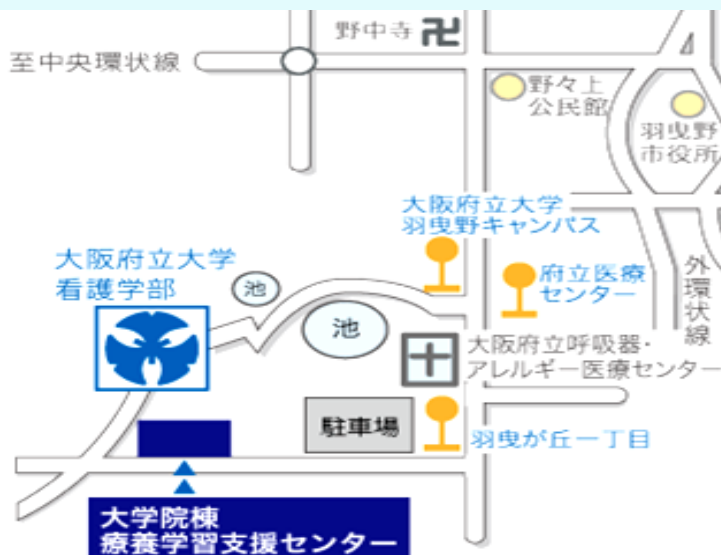 野中寺
至中央環状線
野々上
公民館
羽曳野
市役所
大阪府立大学
羽曳野キャンパス
大阪府立大学
看護学部
池
府立医療
センター
外環状線
池
大阪府立呼吸器・
アレルギー医療センター
駐車場
羽曳が丘一丁目
大学院棟
療養学習支援センター